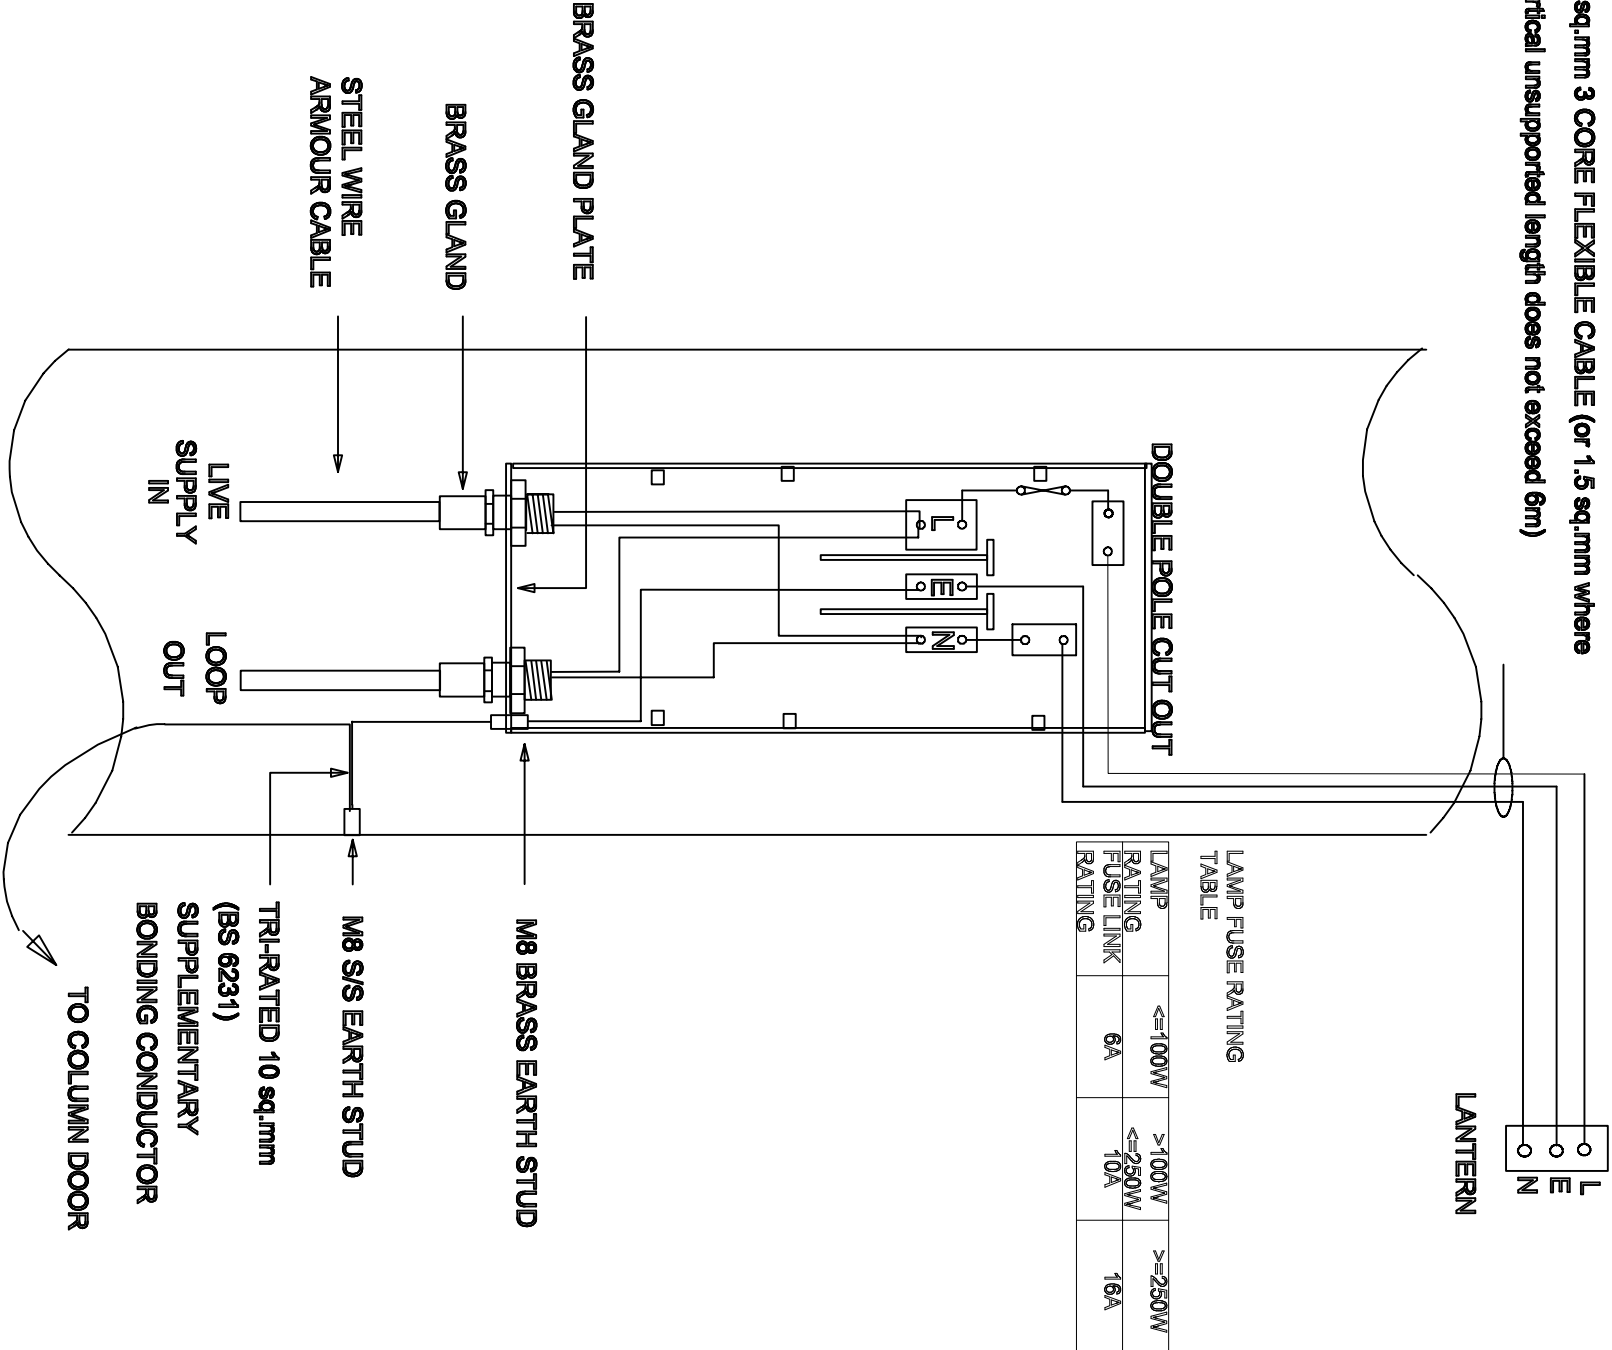 sq.mm 3 CORE FLEXIBLE CABLE (or 1.5 sq.mm where
rtical unsupported length does not exceed 6m)
LANTERN
L
E
N
LAMP FUSE RATING
TABLE
LAMP
RATING
<=100W
>100W
<=250W
>=250W
FUSE LINK
RATING
6A
10A
16A
DOUBLE POLE CUT OUT
L
E
N
BRASS GLAND PLATE
BRASS GLAND
STEEL WIRE
ARMOUR CABLE
LIVE
SUPPLY
IN
LOOP
OUT
M8 BRASS EARTH STUD
M8 S/S EARTH STUD
TRI-RATED 10 sq.mm
(BS 6231)
SUPPLEMENTARY
BONDING CONDUCTOR
TO COLUMN DOOR